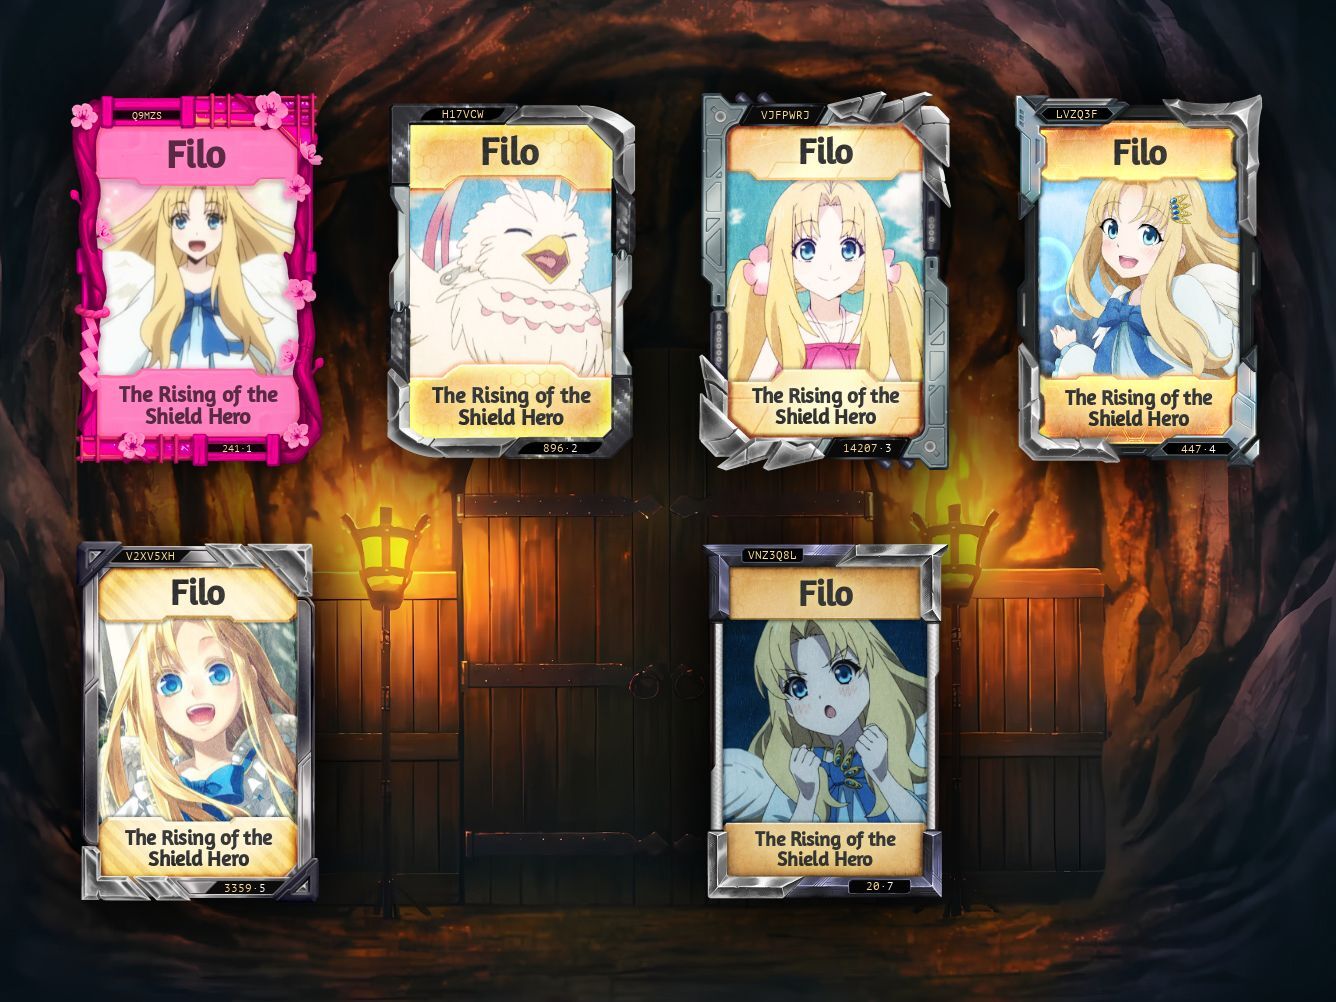 Q9MZS
Filo
The Rising of the
Shield Hero
241·1
H17VCW
Filo
The Rising of the
Shield Hero
896·2
VJFPWRJ
Filo
The Rising of the
Shield Hero
14207·3
LVZQ3F
Filo
The Rising of the
Shield Hero
447·4
V2XV5XH
Filo
The Rising of the
Shield Hero
3359·5
VNZ3Q8L
Filo
The Rising of the
Shield Hero
20·7